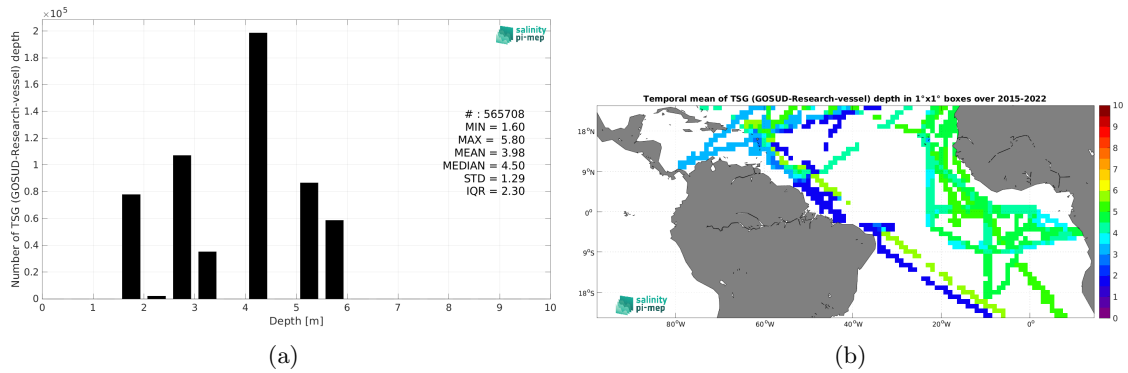 ×10⁵
2
1.8
1.6
1.4
1.2
1
0.8
0.6
0.4
0.2
0
Number of TSG (GOSUD-Research-vessel) depth
salinity
pi-mep
# : 565708
MIN = 1.60
MAX = 5.80
MEAN = 3.98
MEDIAN = 4.50
STD = 1.29
IQR = 2.30
0 1 2 3 4 5 6 7 8 9 10
Depth [m]
(a)
Temporal mean of TSG (GOSUD-Research-vessel) depth in 1°x1° boxes over 2015-2022
18°N
9°N
0°
9°S
18°S
salinity
pi-mep
80°W 60°W 40°W 20°W 0°
10
9
8
7
6
5
4
3
2
1
0
(b)